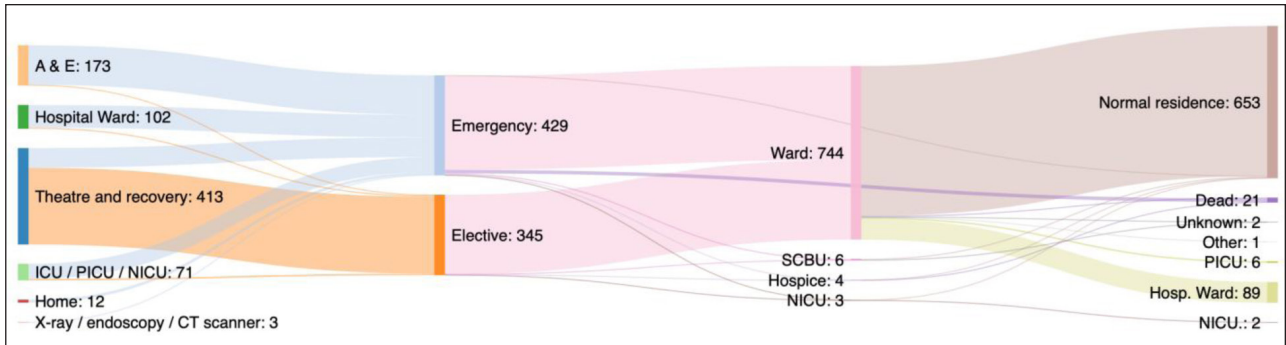 A & E: 173
Hospital Ward: 102
Theatre and recovery: 413
ICU / PICU / NICU: 71
Home: 12
X-ray / endoscopy / CT scanner: 3
Emergency: 429
Elective: 345
Ward: 744
SCBU: 6
Hospice: 4
NICU: 3
Normal residence: 653
Dead: 21
Unknown: 2
Other: 1
PICU: 6
Hosp. Ward: 89
NICU.: 2